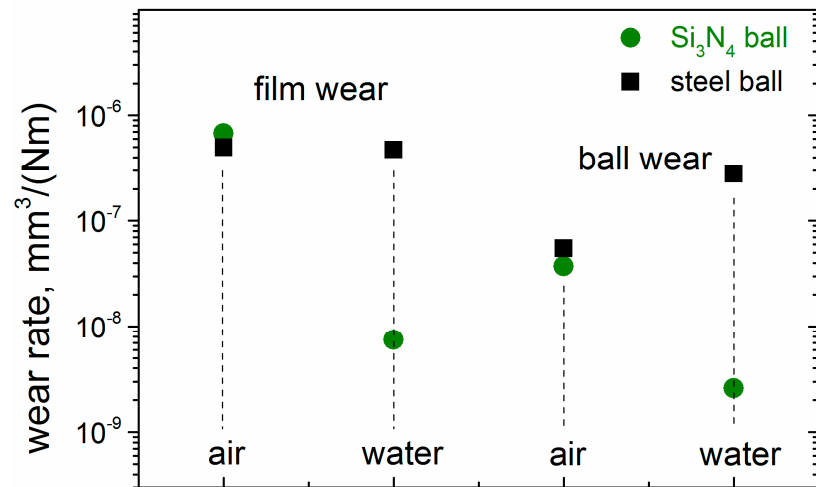 Si₃N₄ ball
steel ball
film wear
ball wear
wear rate, mm³/(Nm)
10⁻⁶
10⁻⁷
10⁻⁸
10⁻⁹
air water air water